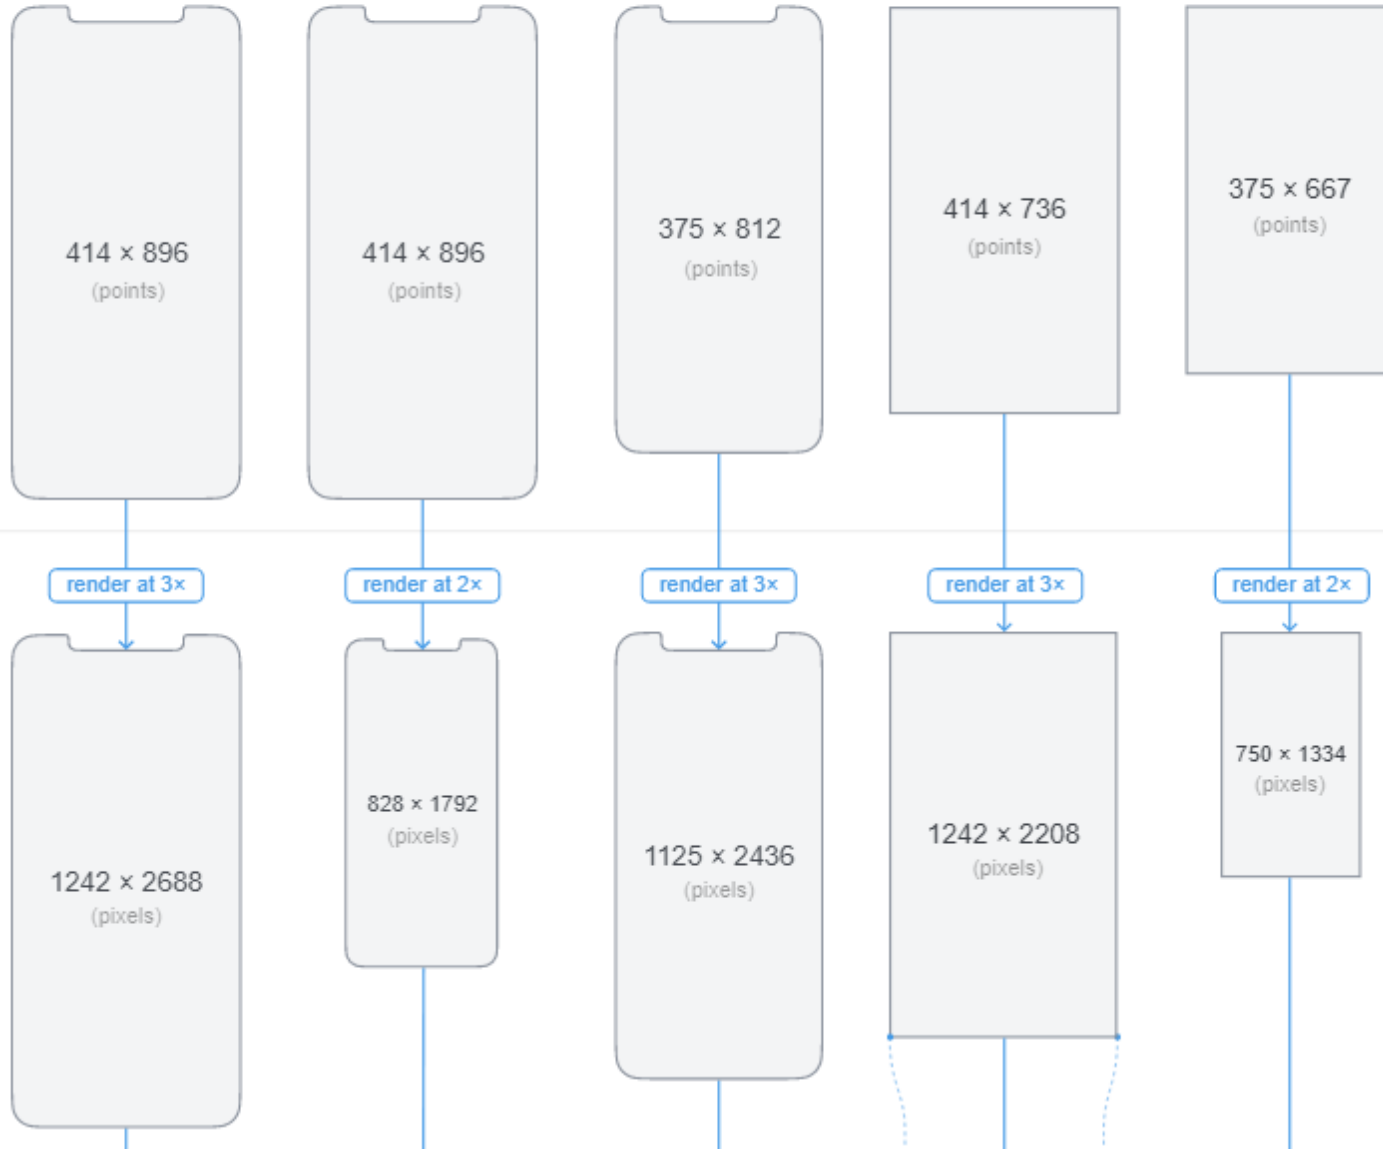 414 × 896
(points)
414 × 896
(points)
375 × 812
(points)
414 × 736
(points)
375 × 667
(points)
render at 3×
render at 2×
render at 3×
render at 3×
render at 2×
1242 × 2688
(pixels)
828 × 1792
(pixels)
1125 × 2436
(pixels)
1242 × 2208
(pixels)
750 × 1334
(pixels)